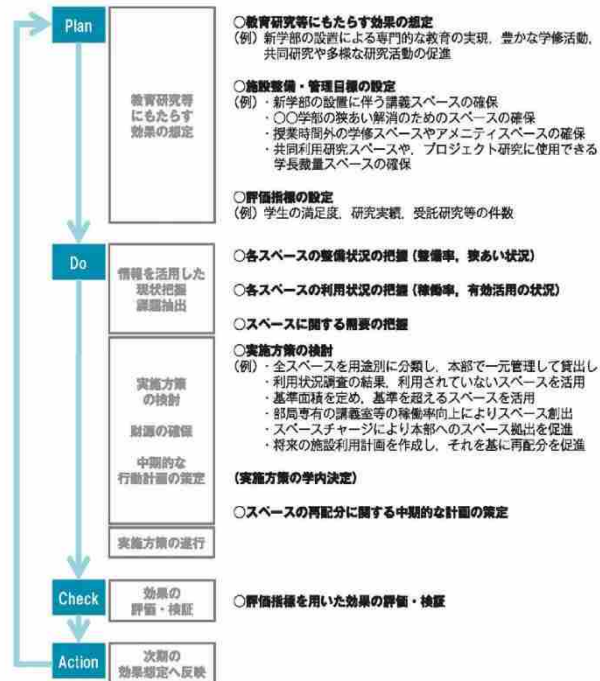 Plan
教育研究等
にもたらす
効果の想定
○教育研究等にもたらす効果の想定
(例) 新学部の設置による専門的な教育の実現，豊かな学修活動，
共同研究や多様な研究活動の促進
○施設整備・管理目標の設定
(例)・新学部の設置に伴う講義スペースの確保
・〇〇学部の狭あい解消のためのスペースの確保
・授業時間外の学修スペースやアメニティスペースの確保
・共同利用研究スペースや，プロジェクト研究に使用できる
学長裁量スペースの確保
○評価指標の設定
(例) 学生の満足度，研究実績，受託研究等の件数
Do
情報を活用した
現状把握
課題抽出
○各スペースの整備状況の把握 (整備率，狭あい状況)
○各スペースの利用状況の把握 (稼働率，有効活用の状況)
○スペースに関する需要の把握
実施方策
の検討
財源の確保
中期的な
行動計画の策定
○実施方策の検討
(例)・全スペースを用途別に分類し，本部で一元管理して貸出し
・利用状況調査の結果，利用されていないスペースを活用
・基準面積を定め，基準を超えるスペースを活用
・部局専有の講義室等の稼働率向上によりスペース創出
・スペースチャージにより本部へのスペース拠出を促進
・将来の施設利用計画を作成し，それを基に再配分を促進
(実施方策の学内決定)
○スペースの再配分に関する中期的な計画の策定
実施方策の遂行
Check
効果の
評価・検証
○評価指標を用いた効果の評価・検証
Action
次期の
効果想定へ反映